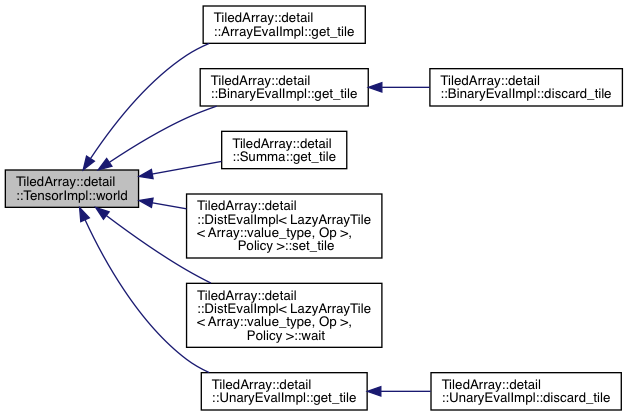 TiledArray::detail
::ArrayEvalImpl::get_tile
TiledArray::detail
::BinaryEvalImpl::get_tile
TiledArray::detail
::BinaryEvalImpl::discard_tile
TiledArray::detail
::Summa::get_tile
TiledArray::detail
::TensorImpl::world
TiledArray::detail
::DistEvalImpl< LazyArrayTile
< Array::value_type, Op >,
Policy >::set_tile
TiledArray::detail
::DistEvalImpl< LazyArrayTile
< Array::value_type, Op >,
Policy >::wait
TiledArray::detail
::UnaryEvalImpl::get_tile
TiledArray::detail
::UnaryEvalImpl::discard_tile